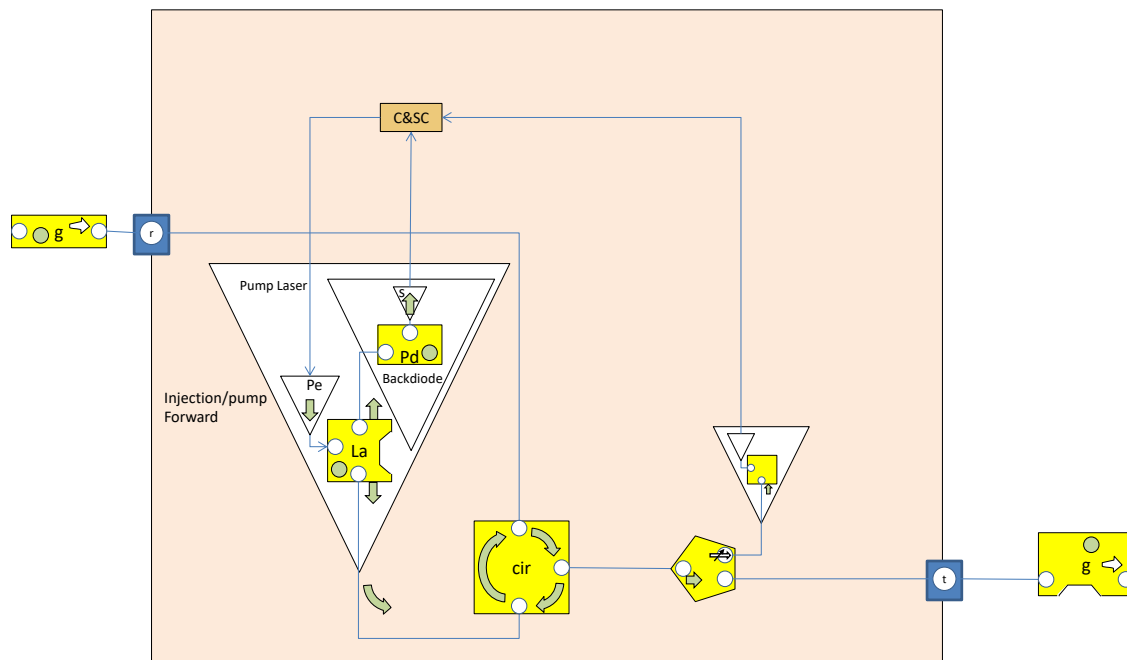 C&SC
g
r
Pump Laser
S
Pd
Backdiode
Pe
Injection/pump
Forward
La
cir
g
t